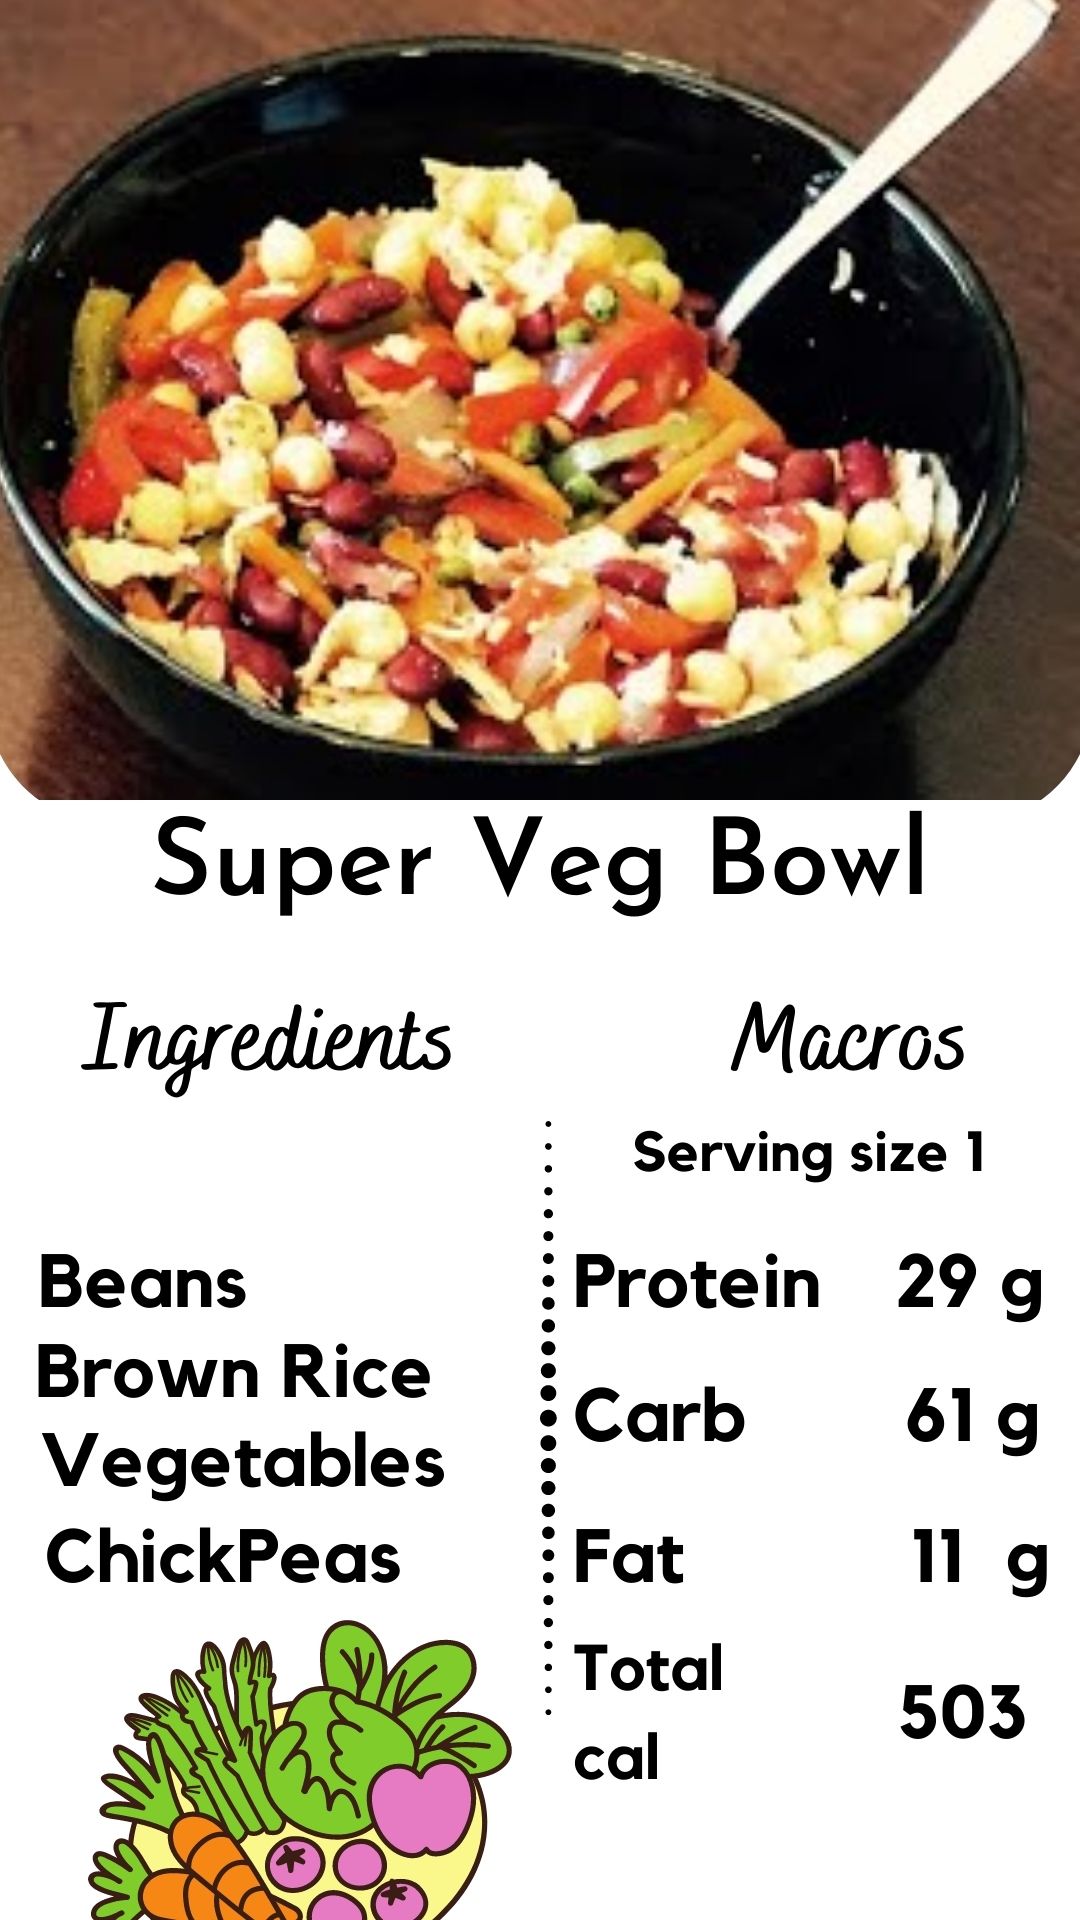 Super Veg Bowl
Ingredients
Beans
Brown Rice
Vegetables
ChickPeas
Macros
Serving size 1
Protein 29 g
Carb 61 g
Fat 11 g
Total
cal
503